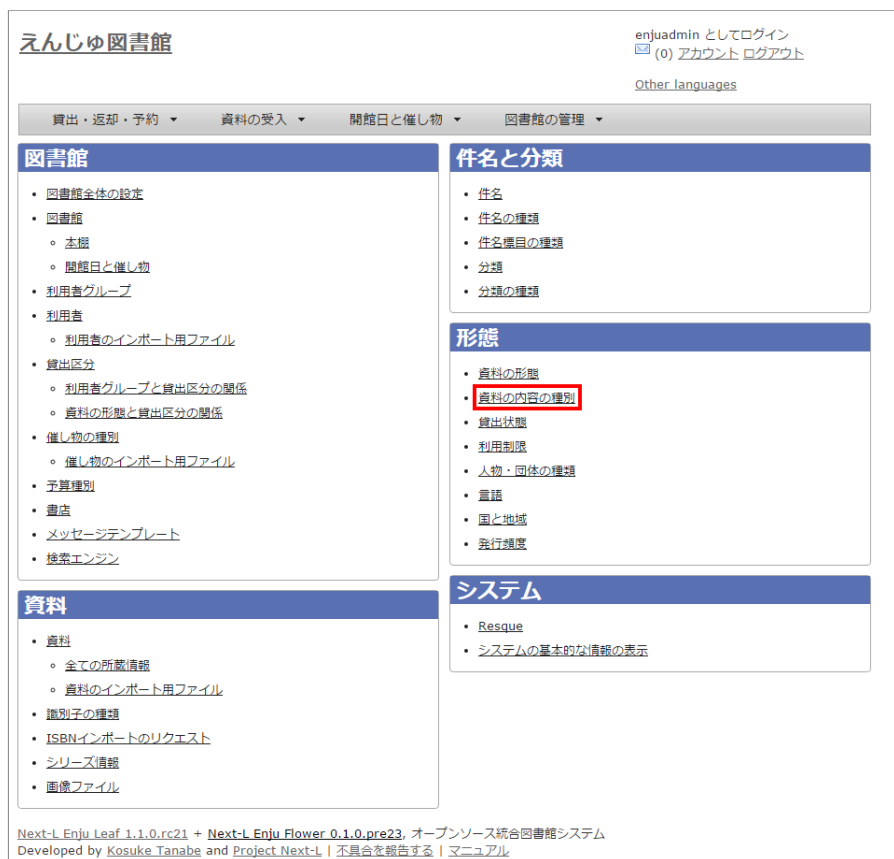 えんじゅ図書館
enjuadmin としてログイン
(0) アカウント ログアウト
Other languages
貸出・返却・予約 ▼ 資料の受入 ▼ 開館日と催し物 ▼ 図書館の管理 ▼
図書館
• 図書館全体の設定
• 図書館
◦ 本棚
◦ 開館日と催し物
• 利用者グループ
• 利用者
◦ 利用者のインポート用ファイル
• 貸出区分
◦ 利用者グループと貸出区分の関係
◦ 資料の形態と貸出区分の関係
• 催し物の種別
◦ 催し物のインポート用ファイル
• 予算種別
• 書店
• メッセージテンプレート
• 検索エンジン
資料
• 資料
◦ 全ての所蔵情報
◦ 資料のインポート用ファイル
• 識別子の種類
• ISBNインポートのリクエスト
• シリーズ情報
• 画像ファイル
件名と分類
• 件名
• 件名の種類
• 件名標目の種類
• 分類
• 分類の種類
形態
• 資料の形態
• 資料の内容の種別
• 貸出状態
• 利用制限
• 人物・団体の種類
• 言語
• 国と地域
• 発行頻度
システム
• Resque
• システムの基本的な情報の表示
Next-L Enju Leaf 1.1.0.rc21 + Next-L Enju Flower 0.1.0.pre23, オープンソース統合図書館システム
Developed by Kosuke Tanabe and Project Next-L | 不具合を報告する | マニュアル